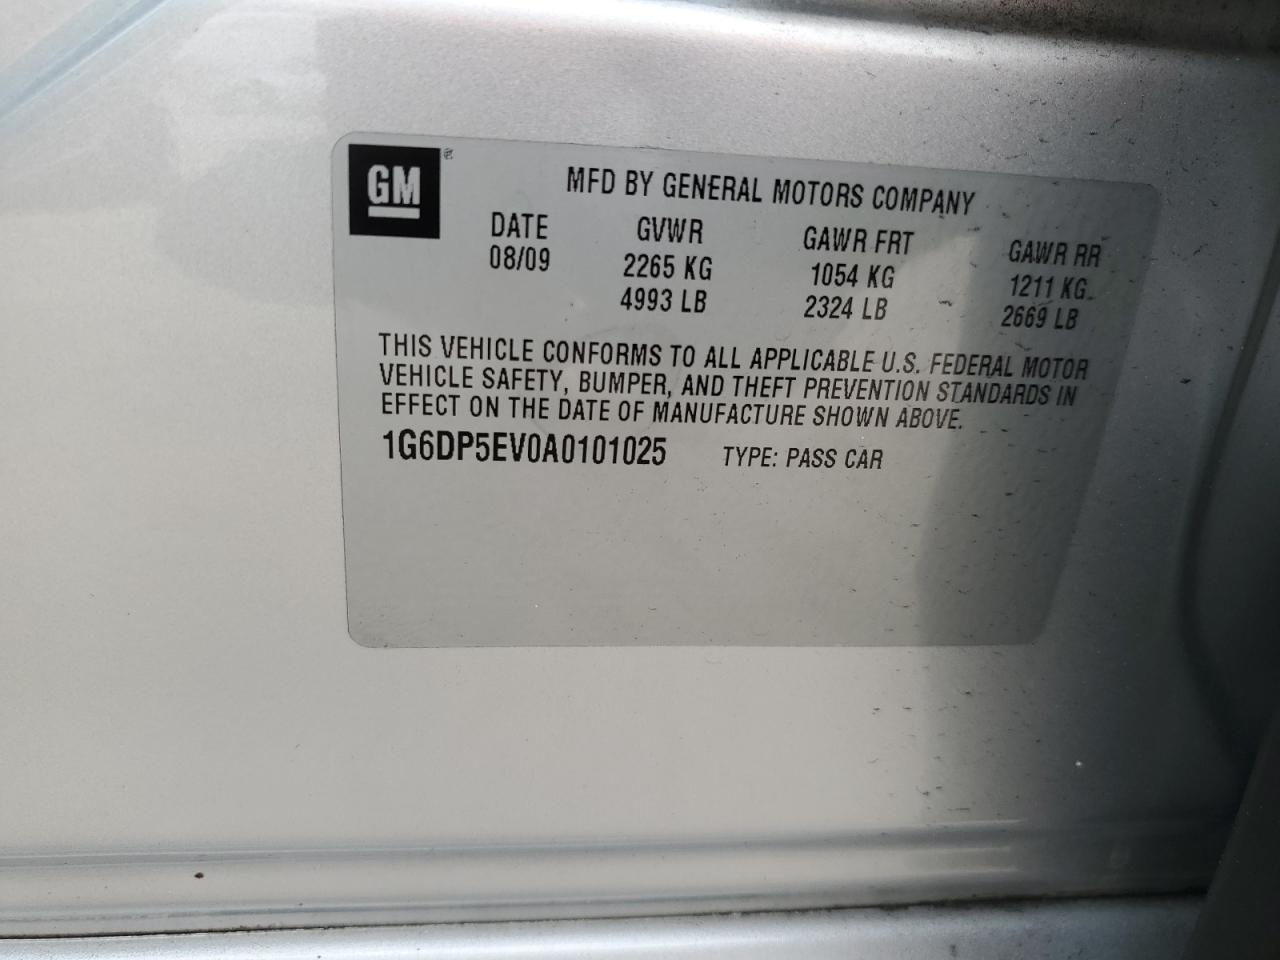 GM®
MFD BY GENERAL MOTORS COMPANY
DATE GVWR GAWR FRT GAWR RR
08/09 2265 KG 1054 KG 1211 KG
4993 LB 2324 LB 2669 LB
THIS VEHICLE CONFORMS TO ALL APPLICABLE U.S. FEDERAL MOTOR
VEHICLE SAFETY, BUMPER, AND THEFT PREVENTION STANDARDS IN
EFFECT ON THE DATE OF MANUFACTURE SHOWN ABOVE.
1G6DP5EV0A0101025 TYPE: PASS CAR